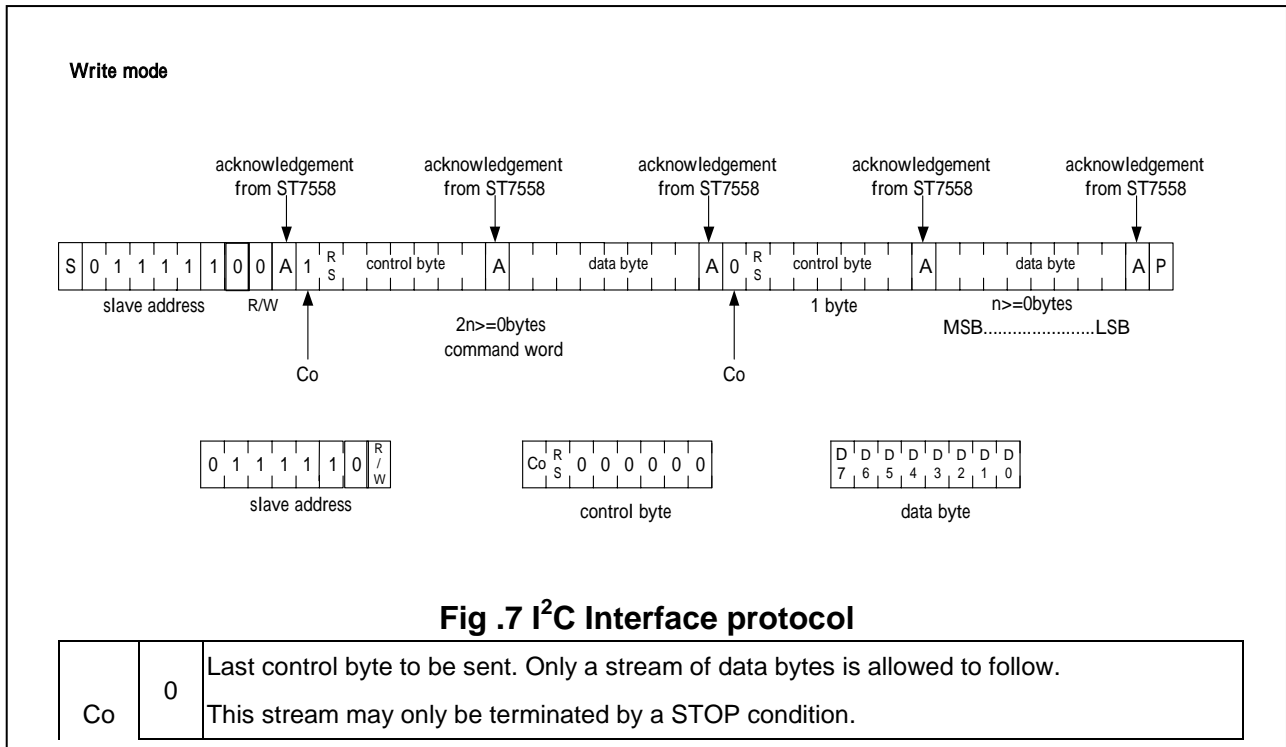 Write mode
acknowledgement from ST7558
acknowledgement from ST7558
acknowledgement from ST7558
acknowledgement from ST7558
acknowledgement from ST7558
S 0 1 1 1 1 1 0 0 A 1 RS control byte A data byte A 0 RS control byte A data byte A P
slave address R/W 1 byte n>=0bytes
2n>=0bytes MSB.......................LSB
command word
Co Co
0 1 1 1 1 1 0 R/W Co RS 0 0 0 0 0 0 D7 D6 D5 D4 D3 D2 D1 D0
slave address control byte data byte
Fig .7 I²C Interface protocol
Co 0 Last control byte to be sent. Only a stream of data bytes is allowed to follow.
This stream may only be terminated by a STOP condition.